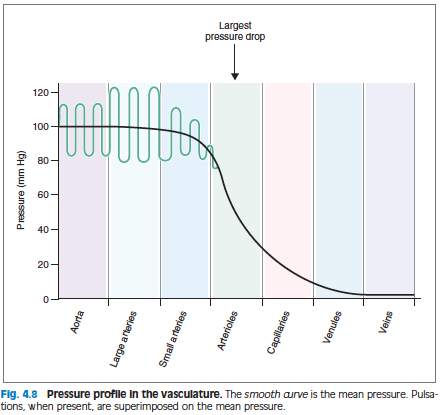 Largest
pressure drop
120
100
80
60
40
20
0
Pressure (mm Hg)
Aorta
Large arteries
Small arteries
Arterioles
Capillaries
Venules
Veins
Fig. 4.8 Pressure profile in the vasculature. The smooth curve is the mean pressure. Pulsa-
tions, when present, are superimposed on the mean pressure.